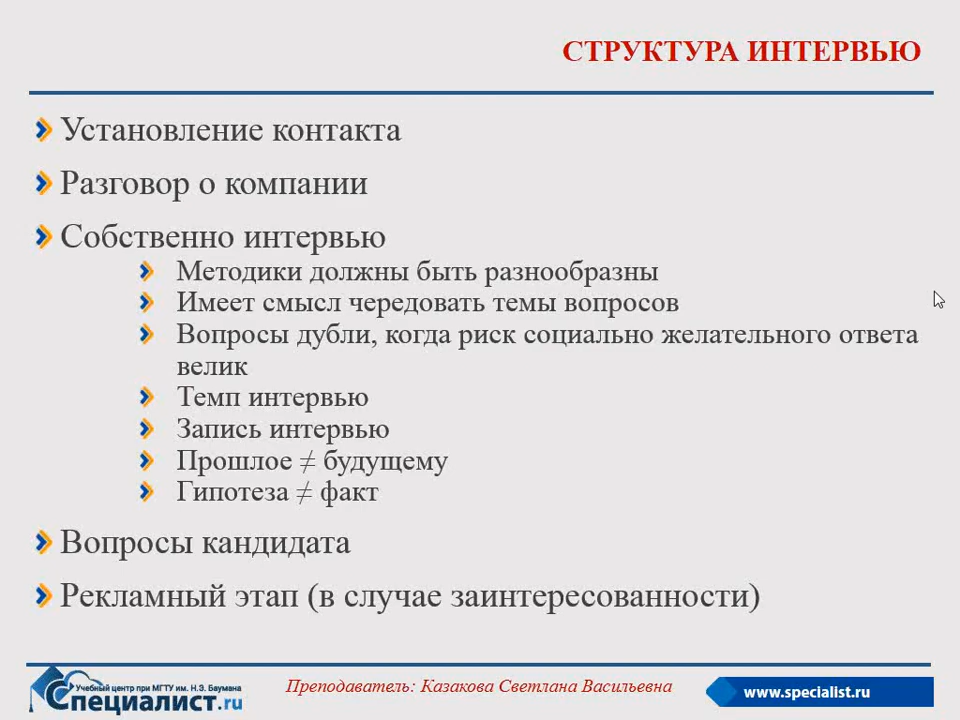 СТРУКТУРА ИНТЕРВЬЮ
Установление контакта
Разговор о компании
Собственно интервью
Методики должны быть разнообразны
Имеет смысл чередовать темы вопросов
Вопросы дубли, когда риск социально желательного ответа
велик
Темп интервью
Запись интервью
Прошлое ≠ будущему
Гипотеза ≠ факт
Вопросы кандидата
Рекламный этап (в случае заинтересованности)
Учебный центр при МГТУ им. Н.Э. Баумана
Специалист.ru
Преподаватель: Казакова Светлана Васильевна
www.specialist.ru